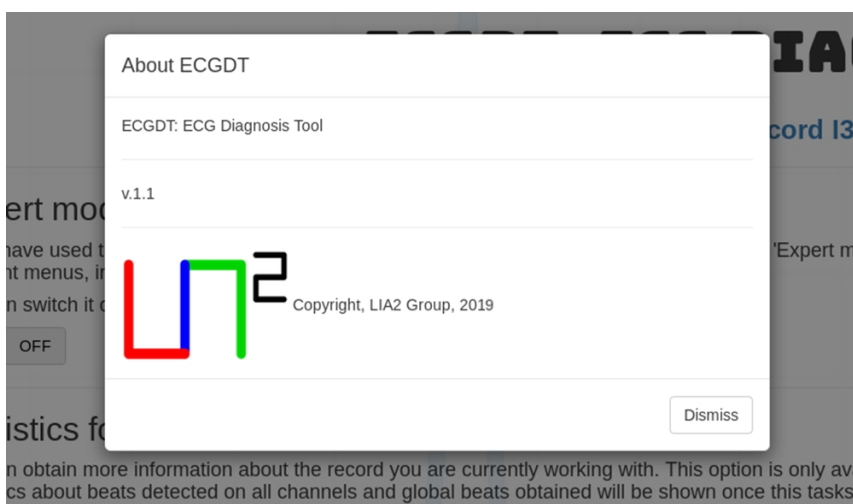 IA
About ECGDT
ECGDT: ECG Diagnosis Tool
cord I3
v.1.1
ert mo
have used t
'Expert m
nt menus, i
n switch it
2
Copyright, LIA2 Group, 2019
OFF
Dismiss
istics fo
n obtain more information about the record you are currently working with. This option is only av
cs about beats detected on all channels and global beats obtained will be shown once this tasks